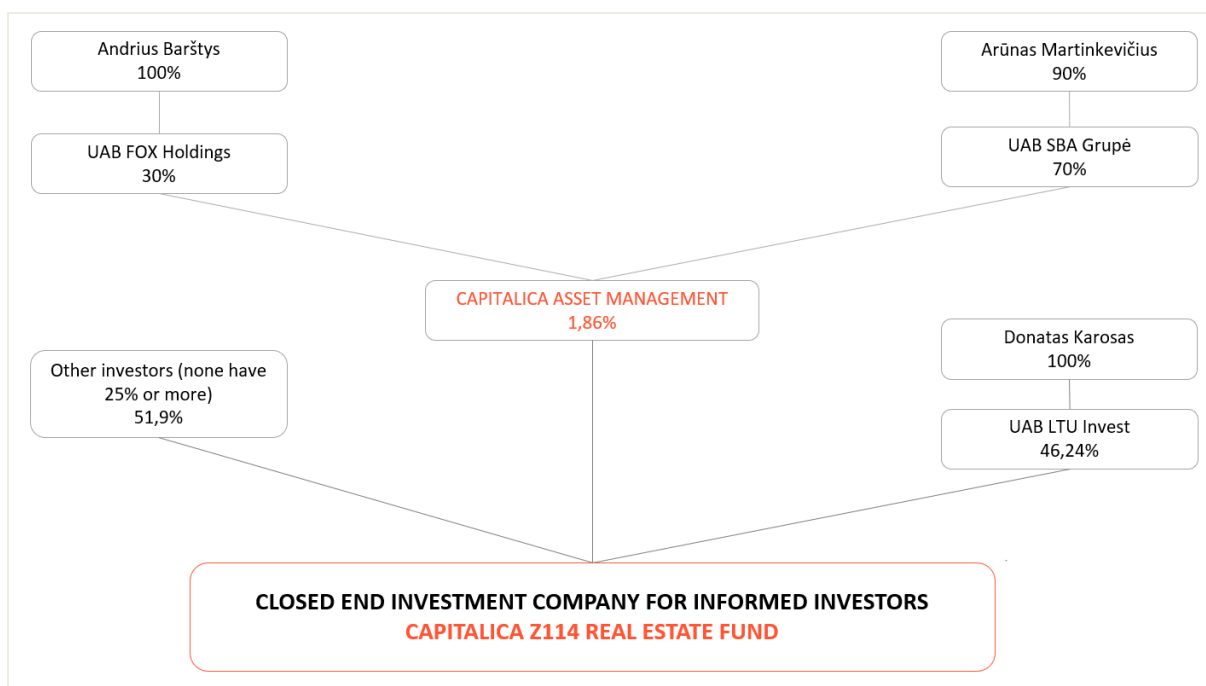 Andrius Barštys
100%
Arūnas Martinkevičius
90%
UAB FOX Holdings
30%
UAB SBA Grupė
70%
CAPITALICA ASSET MANAGEMENT
1,86%
Other investors (none have
25% or more)
51,9%
Donatas Karosas
100%
UAB LTU Invest
46,24%
CLOSED END INVESTMENT COMPANY FOR INFORMED INVESTORS
CAPITALICA Z114 REAL ESTATE FUND